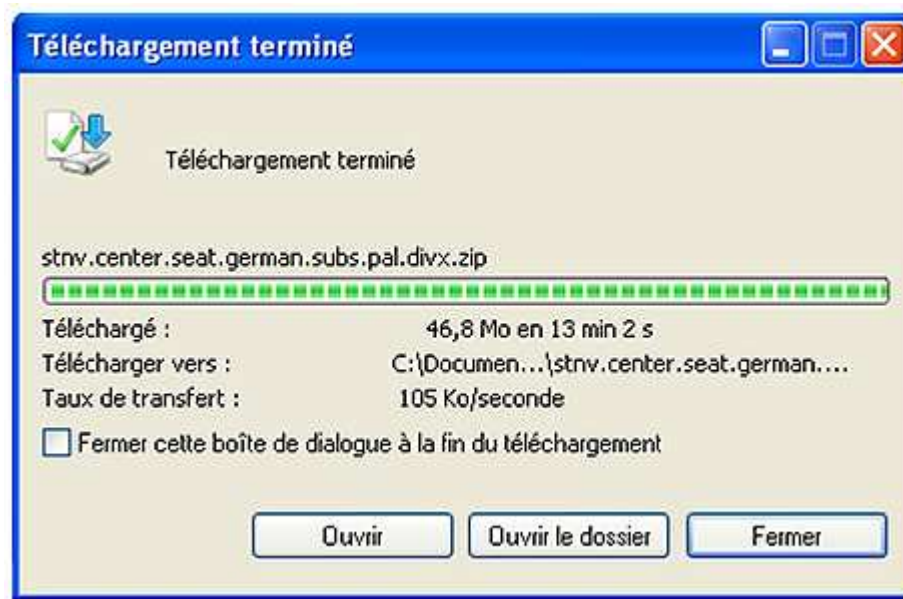 Téléchargement terminé
Téléchargement terminé
stnv.center.seat.german.subs.pal.divx.zip
Téléchargé : 46,8 Mo en 13 min 2 s
Télécharger vers : C:\Documen...\stnv.center.seat.german....
Taux de transfert : 105 Ko/seconde
Fermer cette boîte de dialogue à la fin du téléchargement
Ouvrir Ouvrir le dossier Fermer